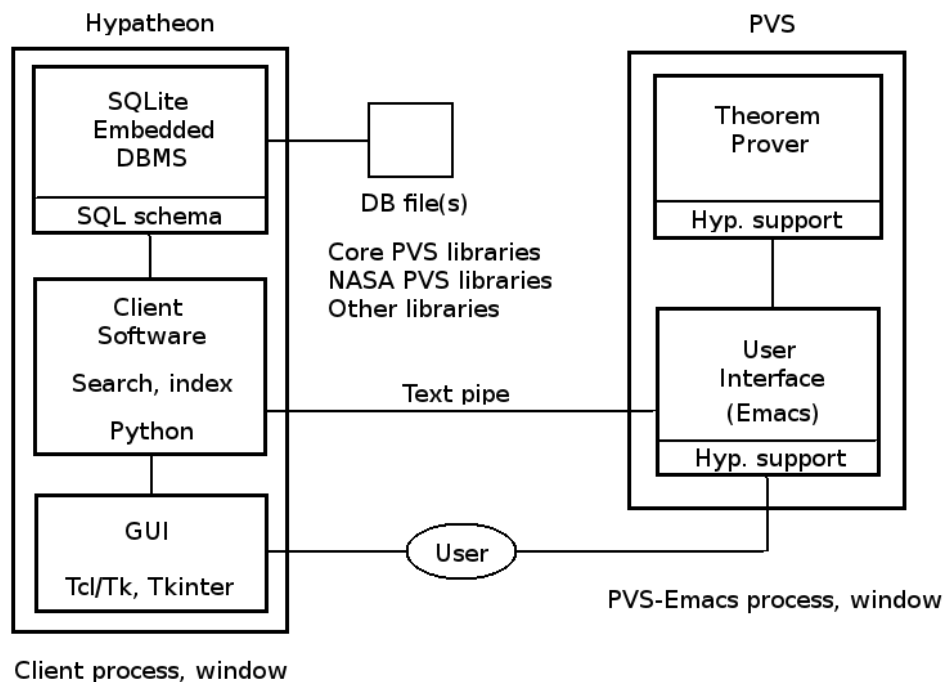 Hypatheon
SQLite
Embedded
DBMS
SQL schema
Client
Software
Search, index
Python
GUI
Tcl/Tk, Tkinter
Client process, window
DB file(s)
Core PVS libraries
NASA PVS libraries
Other libraries
Text pipe
User
PVS
Theorem
Prover
Hyp. support
User
Interface
(Emacs)
Hyp. support
PVS-Emacs process, window